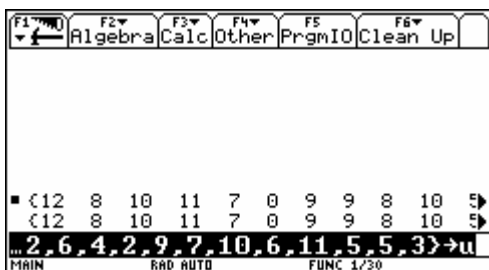 F1 F2 Algebra F3 Calc F4 Other F5 PrgmIO F6 Clean Up
{12 8 10 11 7 0 9 9 8 10 5
{12 8 10 11 7 0 9 9 8 10 5
…2,6,4,2,9,7,10,6,11,5,5,3}→u
MAIN RAD AUTO FUNC 1/30